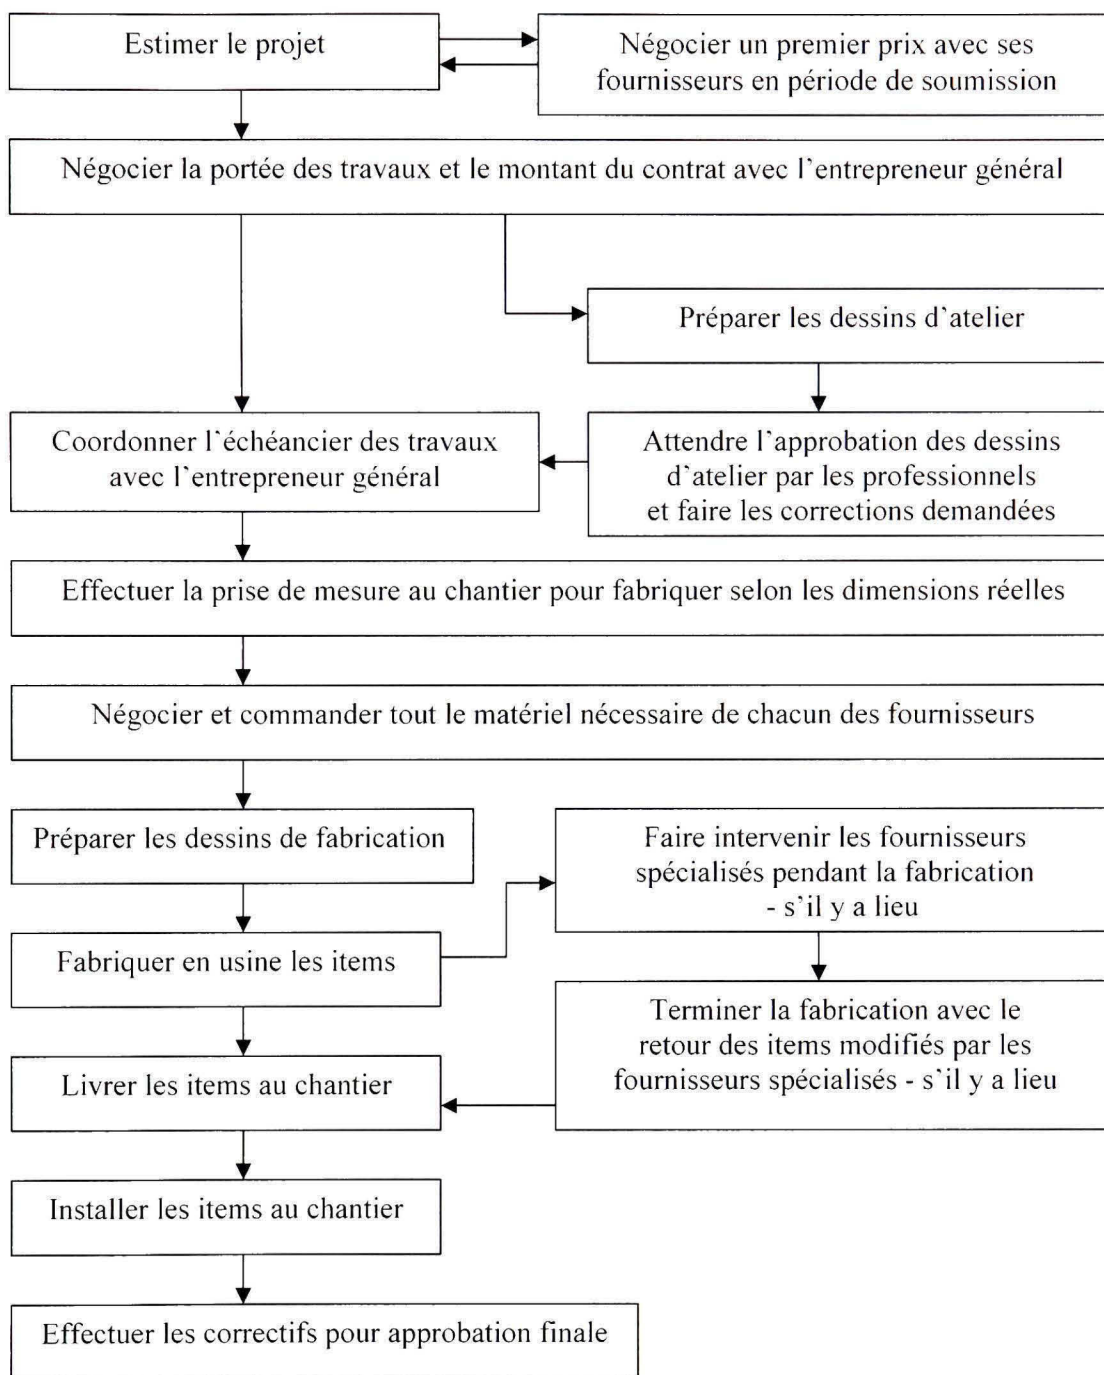 Estimer le projet
Négocier un premier prix avec ses
fournisseurs en période de soumission
Négocier la portée des travaux et le montant du contrat avec l'entrepreneur général
Préparer les dessins d'atelier
Coordonner l'échéancier des travaux
avec l'entrepreneur général
Attendre l'approbation des dessins
d'atelier par les professionnels
et faire les corrections demandées
Effectuer la prise de mesure au chantier pour fabriquer selon les dimensions réelles
Négocier et commander tout le matériel nécessaire de chacun des fournisseurs
Préparer les dessins de fabrication
Faire intervenir les fournisseurs
spécialisés pendant la fabrication
- s'il y a lieu
Fabriquer en usine les items
Terminer la fabrication avec le
retour des items modifiés par les
fournisseurs spécialisés - s'il y a lieu
Livrer les items au chantier
Installer les items au chantier
Effectuer les correctifs pour approbation finale